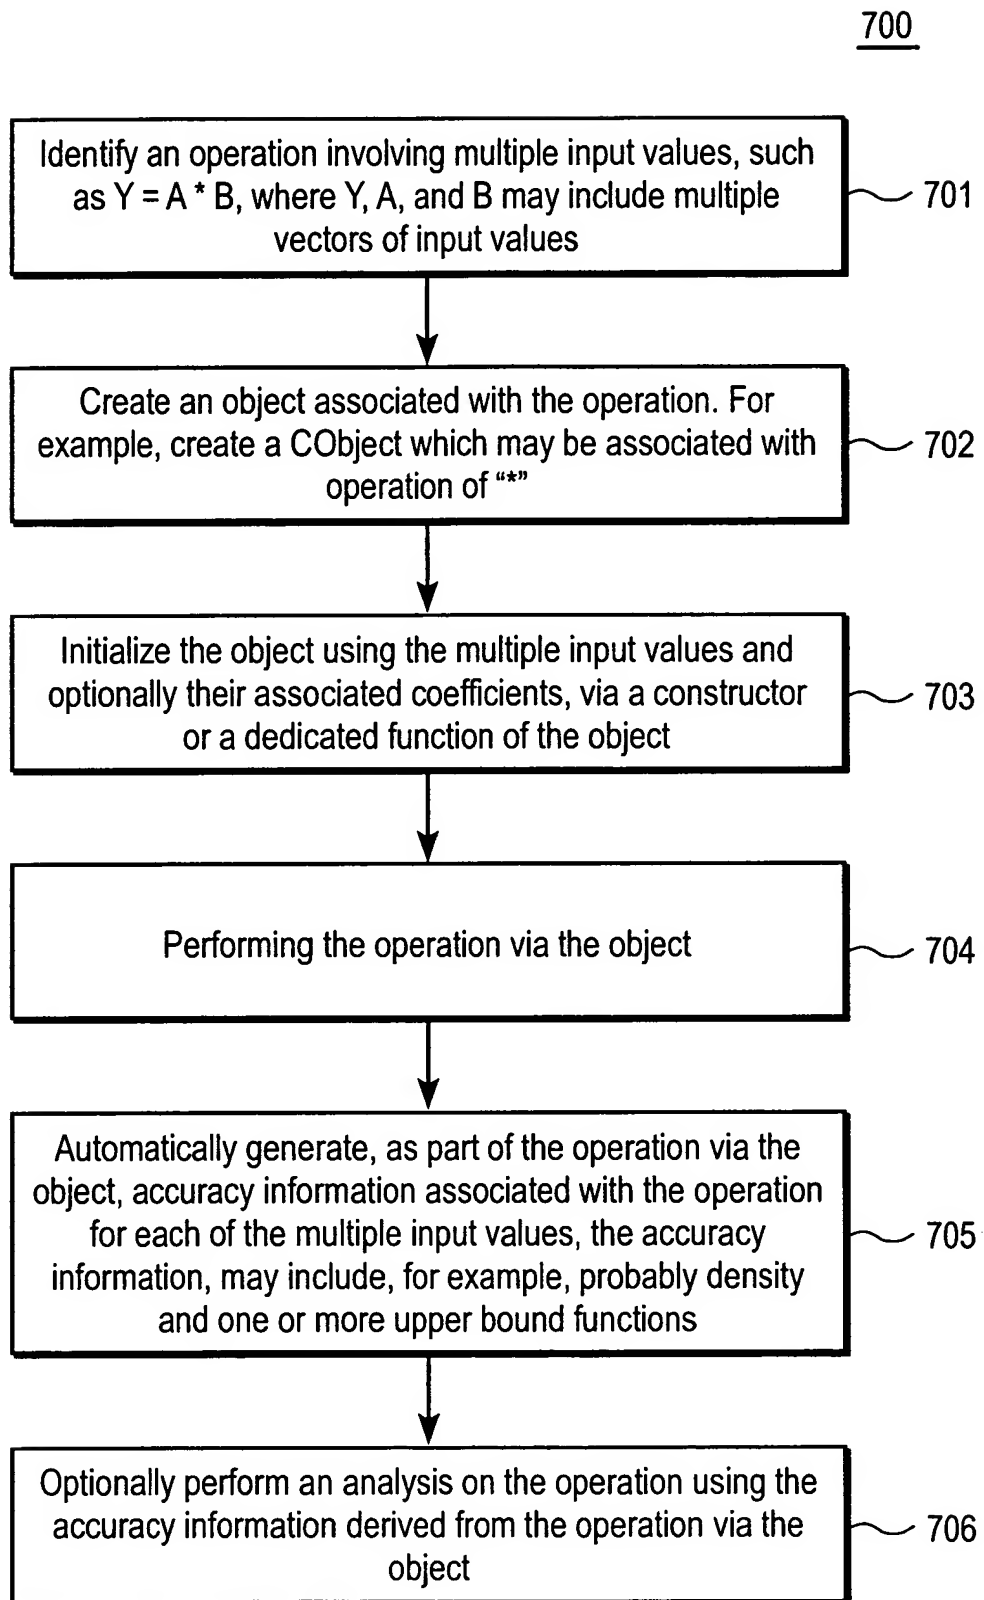 700
Identify an operation involving multiple input values, such
as Y = A * B, where Y, A, and B may include multiple
vectors of input values
701
Create an object associated with the operation. For
example, create a CObject which may be associated with
operation of “*”
702
Initialize the object using the multiple input values and
optionally their associated coefficients, via a constructor
or a dedicated function of the object
703
Performing the operation via the object
704
Automatically generate, as part of the operation via the
object, accuracy information associated with the operation
for each of the multiple input values, the accuracy
information, may include, for example, probably density
and one or more upper bound functions
705
Optionally perform an analysis on the operation using the
accuracy information derived from the operation via the
object
706